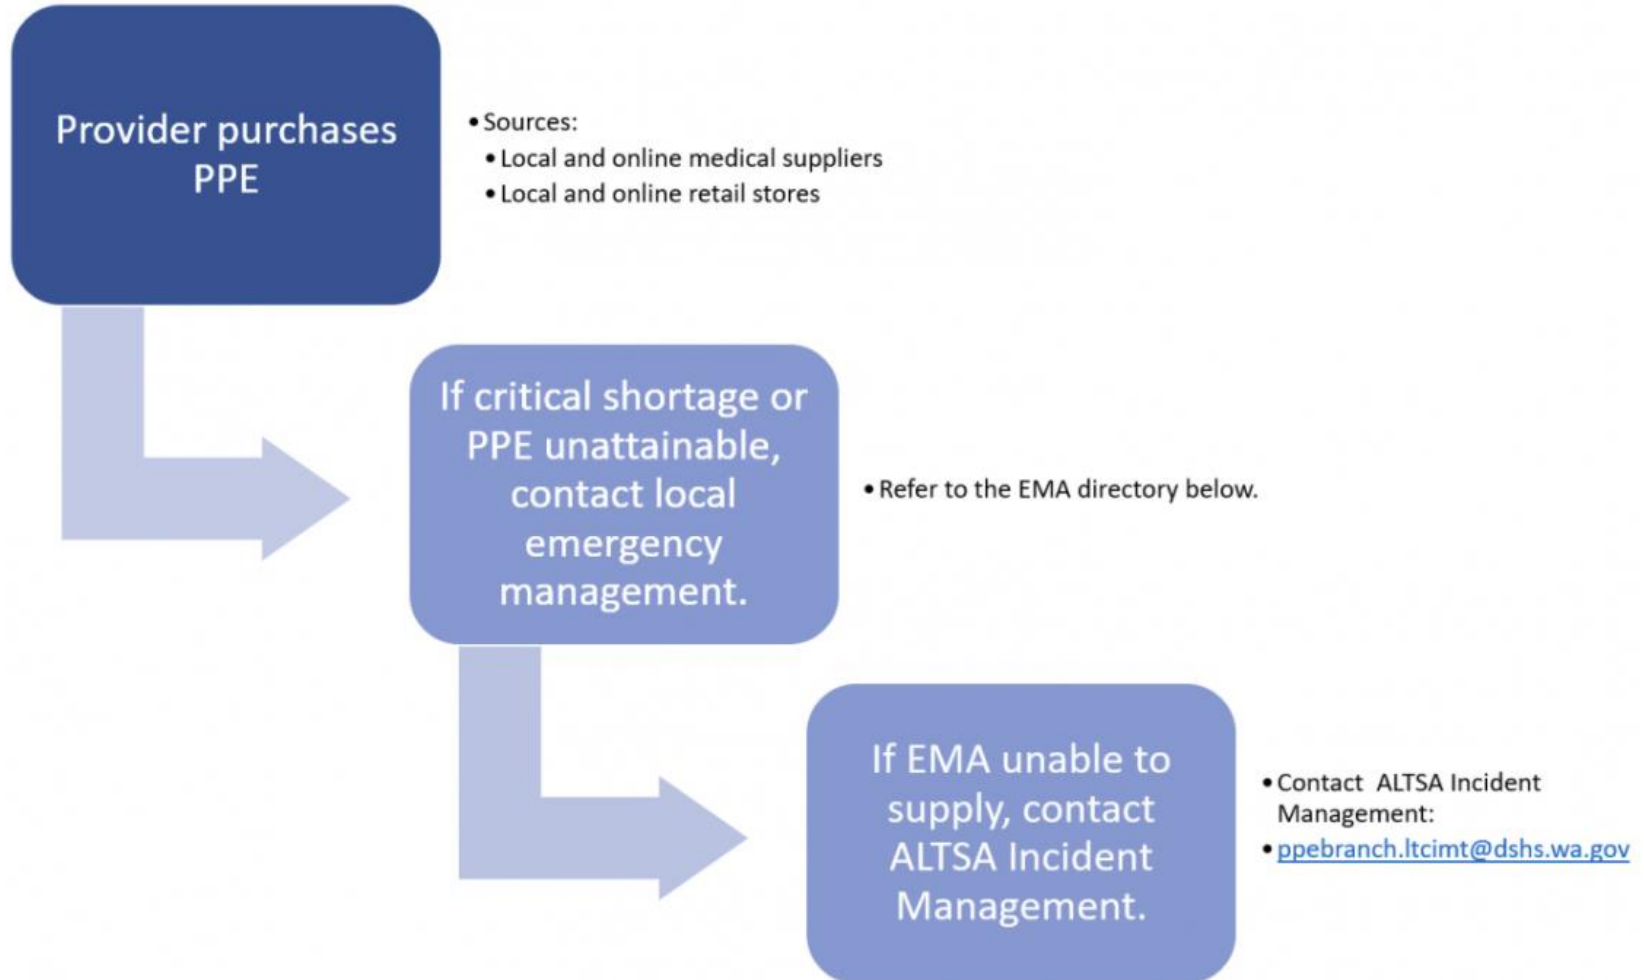 Provider purchases
PPE
• Sources:
• Local and online medical suppliers
• Local and online retail stores
If critical shortage or
PPE unattainable,
contact local
emergency
management.
• Refer to the EMA directory below.
If EMA unable to
supply, contact
ALTSA Incident
Management.
• Contact  ALTSA Incident
Management:
• ppebranch.ltcimt@dshs.wa.gov